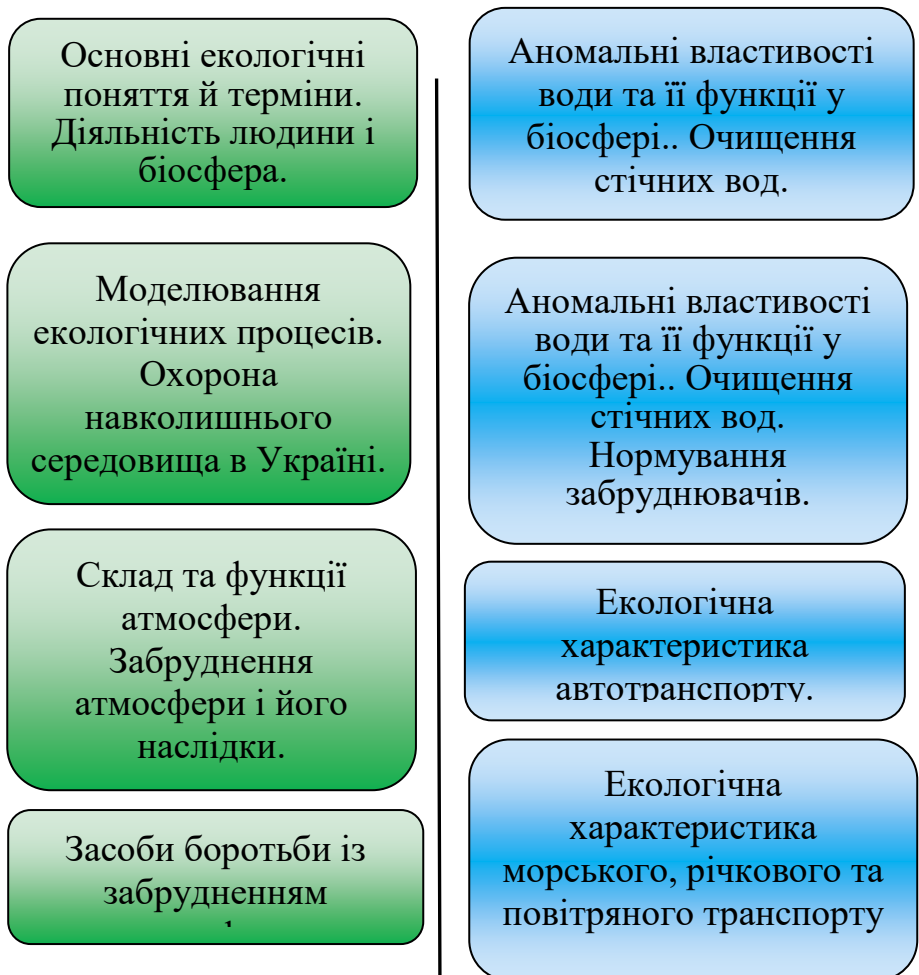 Основні екологічні
поняття й терміни.
Діяльність людини і
біосфера.
Моделювання
екологічних процесів.
Охорона
навколишнього
середовища в Україні.
Склад та функції
атмосфери.
Забруднення
атмосфери і його
наслідки.
Засоби боротьби із
забрудненням
Аномальні властивості
води та її функції у
біосфері.. Очищення
стічних вод.
Аномальні властивості
води та її функції у
біосфері.. Очищення
стічних вод.
Нормування
забруднювачів.
Екологічна
характеристика
автотранспорту.
Екологічна
характеристика
морського, річкового та
повітряного транспорту